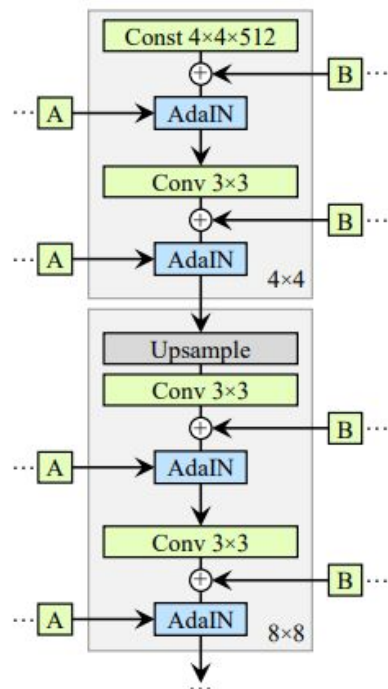 Const 4×4×512
+
B ...
... A
AdaIN
Conv 3×3
+
B ...
... A
AdaIN
4×4
Upsample
Conv 3×3
+
B ...
... A
AdaIN
Conv 3×3
+
B ...
... A
AdaIN
8×8
...